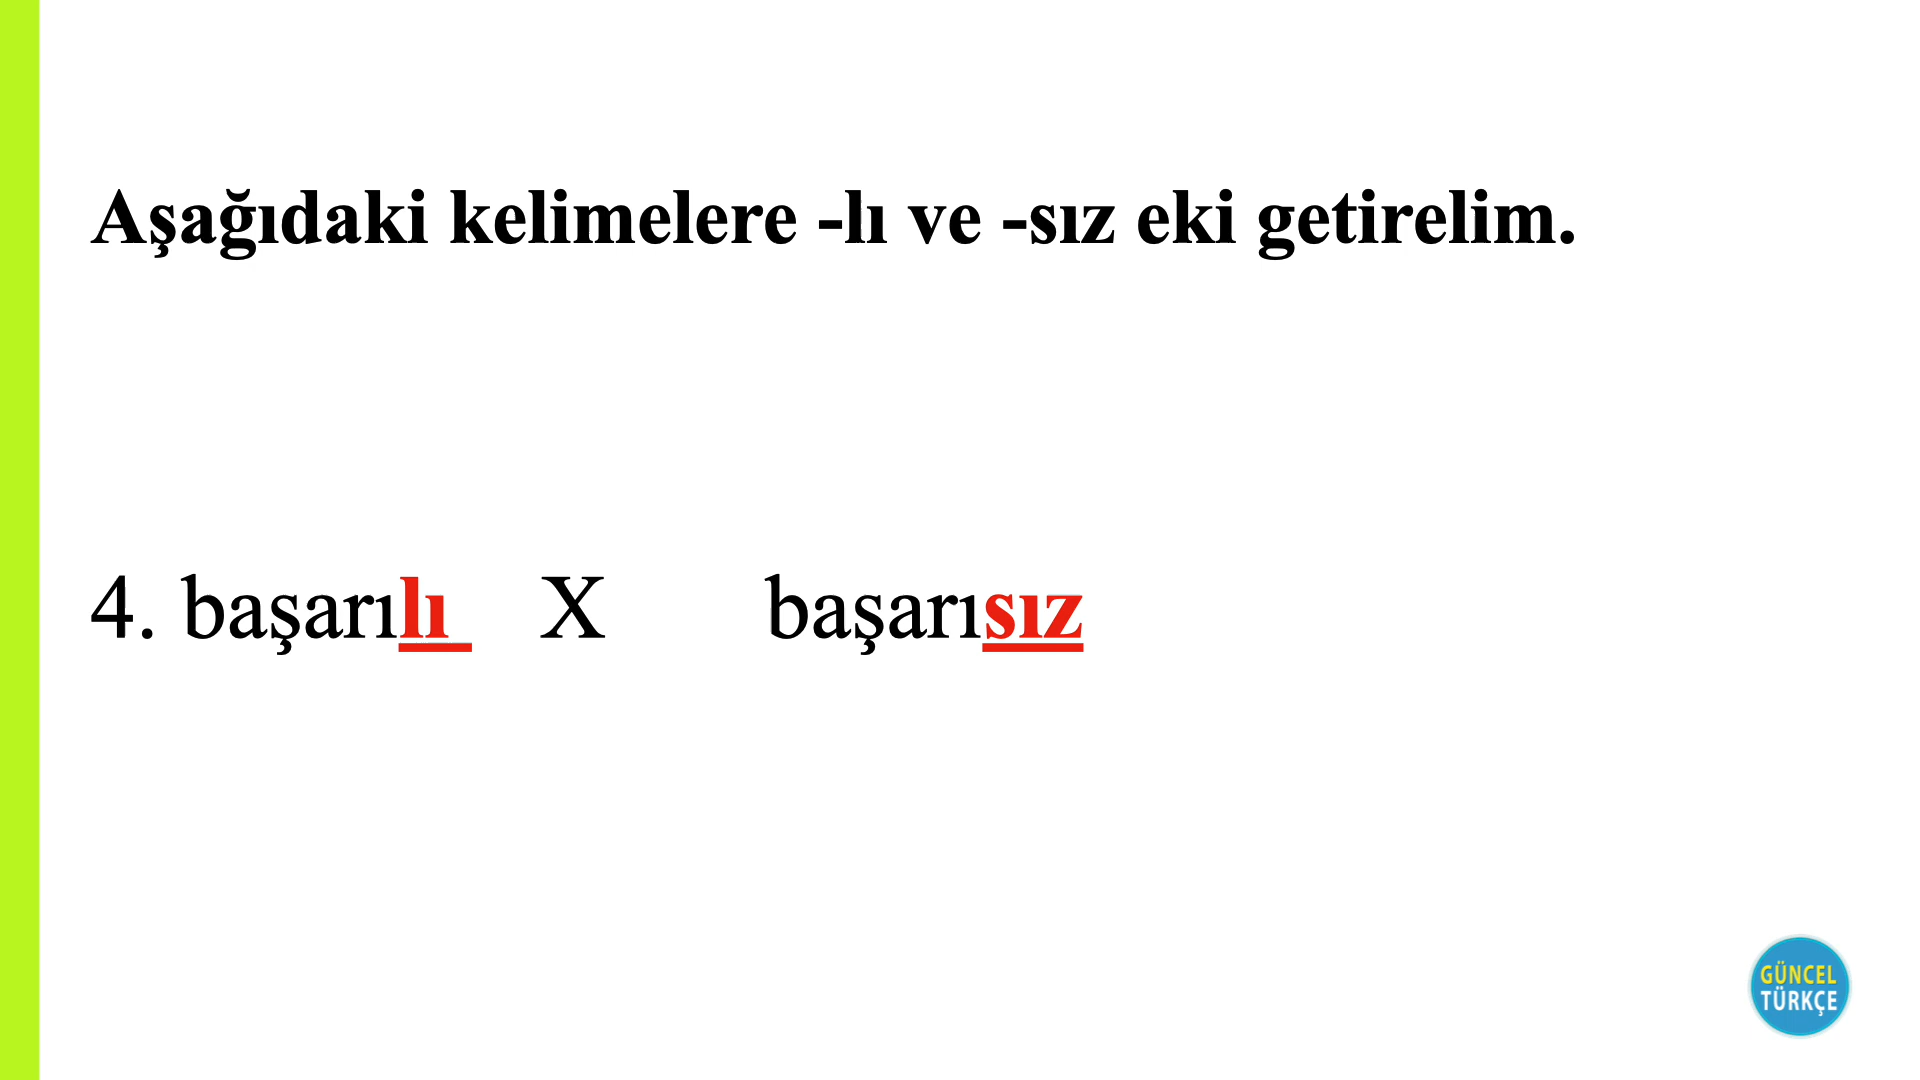 Aşağıdaki kelimelere -lı ve -sız eki getirelim.
4. başarılı X başarısız
GÜNCEL
TÜRKÇE